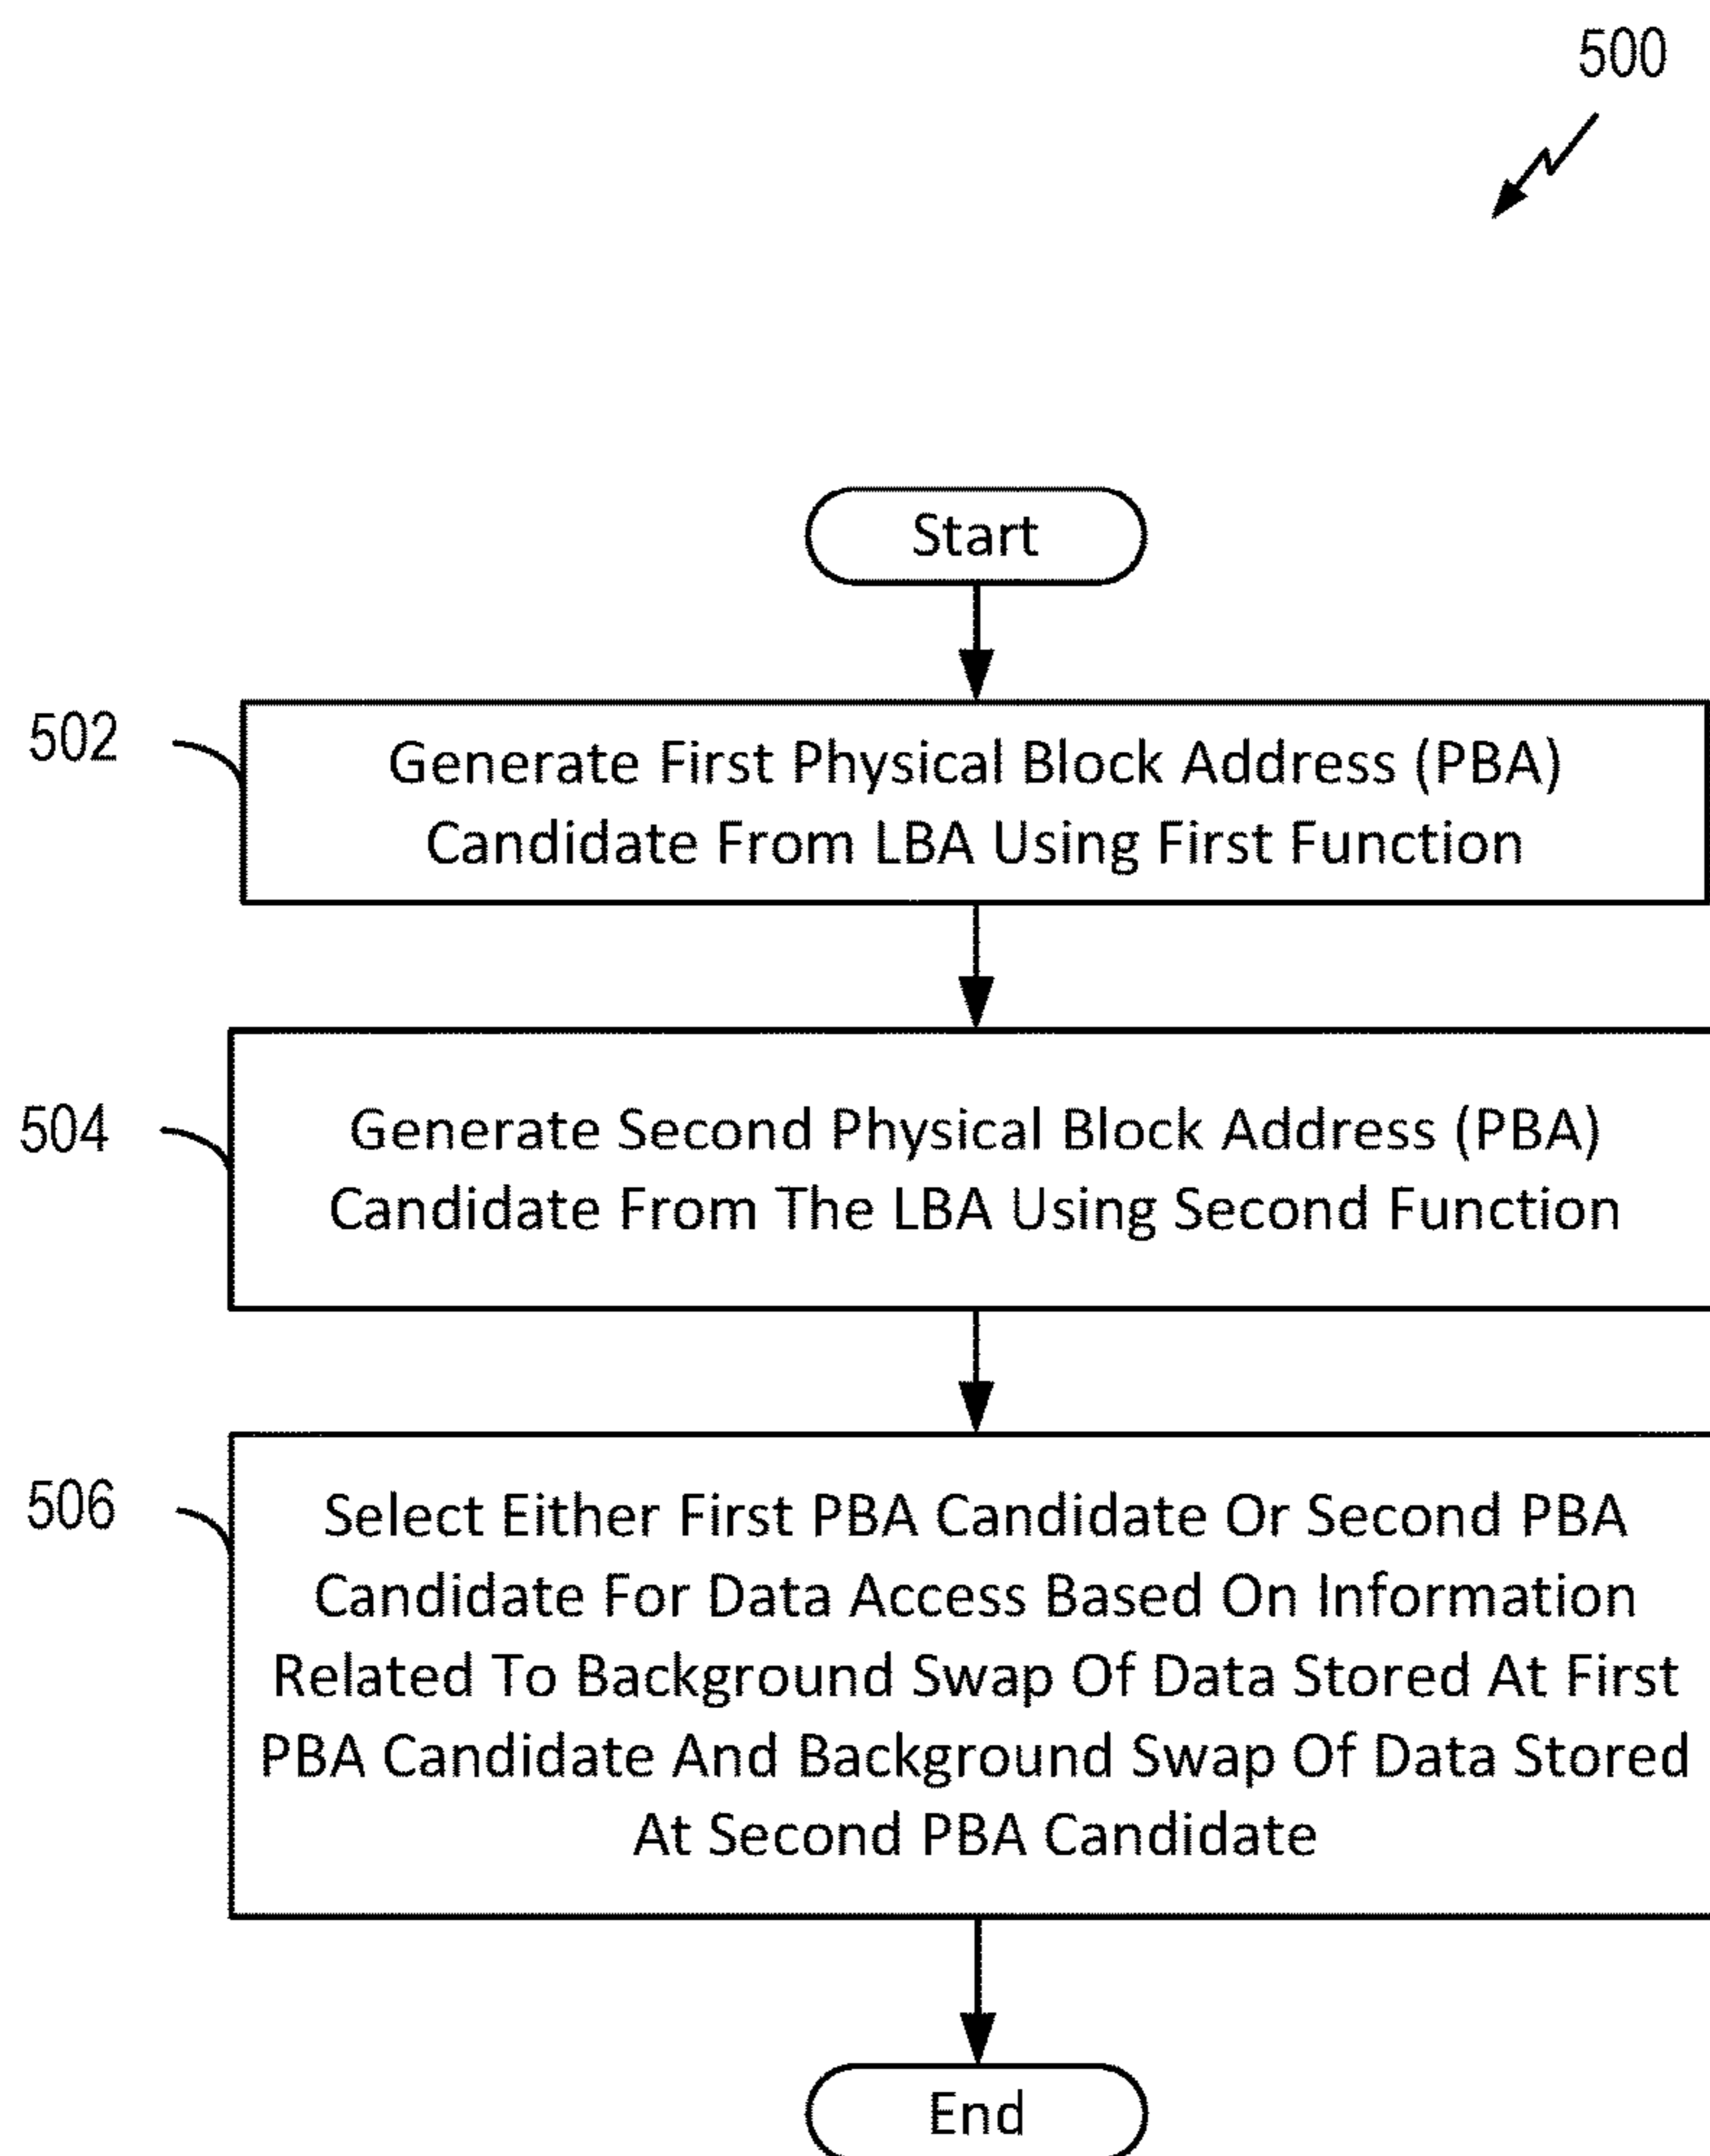 500
Start
502
Generate First Physical Block Address (PBA)
Candidate From LBA Using First Function
504
Generate Second Physical Block Address (PBA)
Candidate From The LBA Using Second Function
506
Select Either First PBA Candidate Or Second PBA
Candidate For Data Access Based On Information
Related To Background Swap Of Data Stored At First
PBA Candidate And Background Swap Of Data Stored
At Second PBA Candidate
End